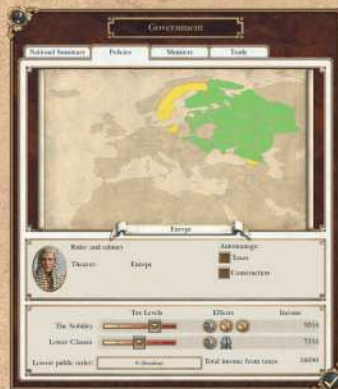 Government
National Summary Policies Ministers Trade
Europe
Ruler and cabinet
Theatre: Europe
Automanage:
Taxes
Construction
Tax Levels Effects Income
The Nobility
Lower Classes
Lowest public order:
Total income from taxes